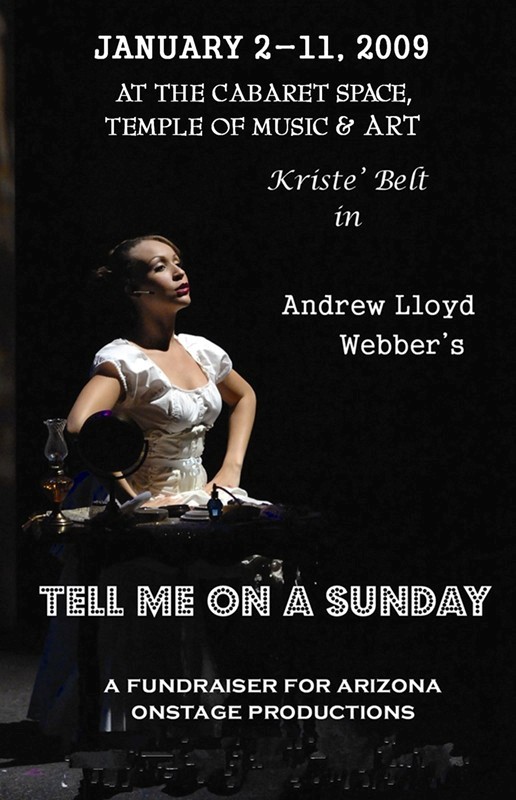 JANUARY 2–11, 2009
AT THE CABARET SPACE,
TEMPLE OF MUSIC & ART
Kriste' Belt
in
Andrew Lloyd
Webber's
TELL ME ON A SUNDAY
A FUNDRAISER FOR ARIZONA
ONSTAGE PRODUCTIONS